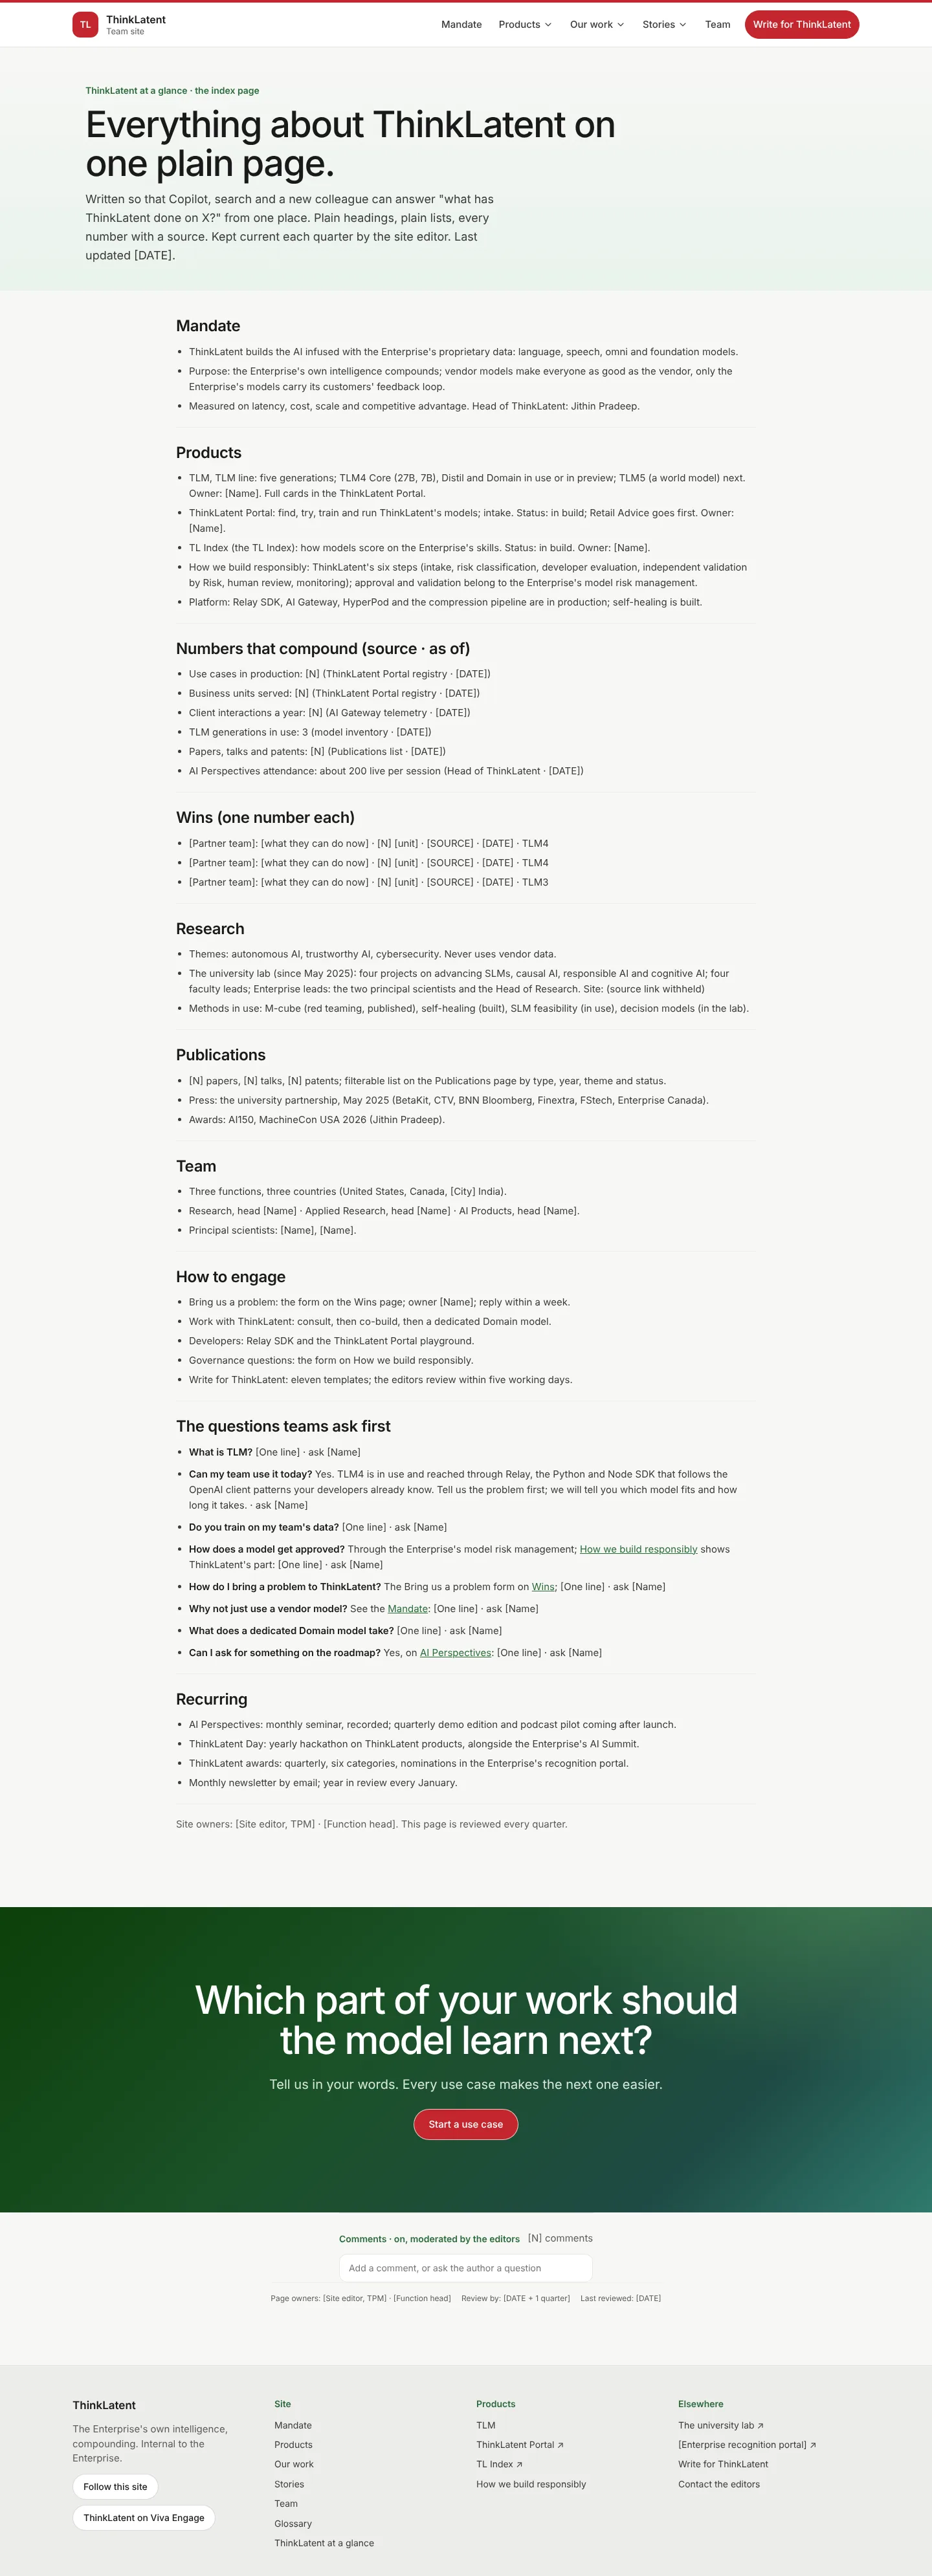 TL
ThinkLatent
Team site
Mandate
Products
Our work
Stories
Team
Write for ThinkLatent
ThinkLatent at a glance · the index page
Everything about ThinkLatent on
one plain page.
Written so that Copilot, search and a new colleague can answer "what has
ThinkLatent done on X?" from one place. Plain headings, plain lists, every
number with a source. Kept current each quarter by the site editor. Last
updated [DATE].
Mandate
• ThinkLatent builds the AI infused with the Enterprise's proprietary data: language, speech, omni and foundation models.
• Purpose: the Enterprise's own intelligence compounds; vendor models make everyone as good as the vendor, only the
Enterprise's models carry its customers' feedback loop.
• Measured on latency, cost, scale and competitive advantage. Head of ThinkLatent: Jithin Pradeep.
Products
• TLM, TLM line: five generations; TLM4 Core (27B, 7B), Distil and Domain in use or in preview; TLM5 (a world model) next.
Owner: [Name]. Full cards in the ThinkLatent Portal.
• ThinkLatent Portal: find, try, train and run ThinkLatent's models; intake. Status: in build; Retail Advice goes first. Owner:
[Name].
• TL Index (the TL Index): how models score on the Enterprise's skills. Status: in build. Owner: [Name].
• How we build responsibly: ThinkLatent's six steps (intake, risk classification, developer evaluation, independent validation
by Risk, human review, monitoring); approval and validation belong to the Enterprise's model risk management.
• Platform: Relay SDK, AI Gateway, HyperPod and the compression pipeline are in production; self-healing is built.
Numbers that compound (source · as of)
• Use cases in production: [N] (ThinkLatent Portal registry · [DATE])
• Business units served: [N] (ThinkLatent Portal registry · [DATE])
• Client interactions a year: [N] (AI Gateway telemetry · [DATE])
• TLM generations in use: 3 (model inventory · [DATE])
• Papers, talks and patents: [N] (Publications list · [DATE])
• AI Perspectives attendance: about 200 live per session (Head of ThinkLatent · [DATE])
Wins (one number each)
• [Partner team]: [what they can do now] · [N] [unit] · [SOURCE] · [DATE] · TLM4
• [Partner team]: [what they can do now] · [N] [unit] · [SOURCE] · [DATE] · TLM4
• [Partner team]: [what they can do now] · [N] [unit] · [SOURCE] · [DATE] · TLM3
Research
• Themes: autonomous AI, trustworthy AI, cybersecurity. Never uses vendor data.
• The university lab (since May 2025): four projects on advancing SLMs, causal AI, responsible AI and cognitive AI; four
faculty leads; Enterprise leads: the two principal scientists and the Head of Research. Site: (source link withheld)
• Methods in use: M-cube (red teaming, published), self-healing (built), SLM feasibility (in use), decision models (in the lab).
Publications
• [N] papers, [N] talks, [N] patents; filterable list on the Publications page by type, year, theme and status.
• Press: the university partnership, May 2025 (BetaKit, CTV, BNN Bloomberg, Finextra, FStech, Enterprise Canada).
• Awards: AI150, MachineCon USA 2026 (Jithin Pradeep).
Team
• Three functions, three countries (United States, Canada, [City] India).
• Research, head [Name] · Applied Research, head [Name] · AI Products, head [Name].
• Principal scientists: [Name], [Name].
How to engage
• Bring us a problem: the form on the Wins page; owner [Name]; reply within a week.
• Work with ThinkLatent: consult, then co-build, then a dedicated Domain model.
• Developers: Relay SDK and the ThinkLatent Portal playground.
• Governance questions: the form on How we build responsibly.
• Write for ThinkLatent: eleven templates; the editors review within five working days.
The questions teams ask first
• What is TLM? [One line] · ask [Name]
• Can my team use it today? Yes. TLM4 is in use and reached through Relay, the Python and Node SDK that follows the
OpenAI client patterns your developers already know. Tell us the problem first; we will tell you which model fits and how
long it takes. · ask [Name]
• Do you train on my team's data? [One line] · ask [Name]
• How does a model get approved? Through the Enterprise's model risk management; How we build responsibly shows
ThinkLatent's part: [One line] · ask [Name]
• How do I bring a problem to ThinkLatent? The Bring us a problem form on Wins; [One line] · ask [Name]
• Why not just use a vendor model? See the Mandate: [One line] · ask [Name]
• What does a dedicated Domain model take? [One line] · ask [Name]
• Can I ask for something on the roadmap? Yes, on AI Perspectives: [One line] · ask [Name]
Recurring
• AI Perspectives: monthly seminar, recorded; quarterly demo edition and podcast pilot coming after launch.
• ThinkLatent Day: yearly hackathon on ThinkLatent products, alongside the Enterprise's AI Summit.
• ThinkLatent awards: quarterly, six categories, nominations in the Enterprise's recognition portal.
• Monthly newsletter by email; year in review every January.
Site owners: [Site editor, TPM] · [Function head]. This page is reviewed every quarter.
Which part of your work should
the model learn next?
Tell us in your words. Every use case makes the next one easier.
Start a use case
Comments · on, moderated by the editors [N] comments
Add a comment, or ask the author a question
Page owners: [Site editor, TPM] · [Function head] Review by: [DATE + 1 quarter] Last reviewed: [DATE]
ThinkLatent
The Enterprise's own intelligence,
compounding. Internal to the
Enterprise.
Follow this site
ThinkLatent on Viva Engage
Site
Mandate
Products
Our work
Stories
Team
Glossary
ThinkLatent at a glance
Products
TLM
ThinkLatent Portal ↗
TL Index ↗
How we build responsibly
Elsewhere
The university lab ↗
[Enterprise recognition portal] ↗
Write for ThinkLatent
Contact the editors